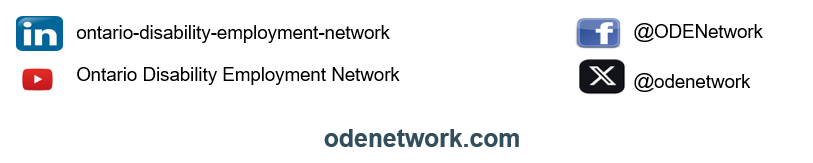 ontario-disability-employment-network
@ODENetwork
Ontario Disability Employment Network
@odenetwork
odenetwork.com